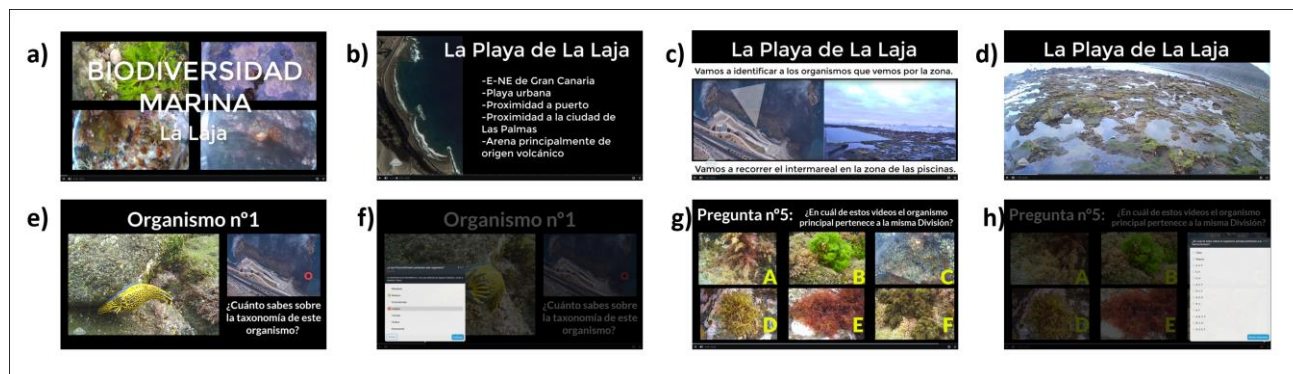 a)
BIODIVERSIDAD
MARINA
La Laja
b)
La Playa de La Laja
-E-NE de Gran Canaria
-Playa urbana
-Proximidad a puerto
-Proximidad a la ciudad de
Las Palmas
-Arena principalmente de
origen volcánico
c)
La Playa de La Laja
Vamos a identificar a los organismos que vemos por la zona.
Vamos a recorrer el intermareal en la zona de las piscinas.
d)
La Playa de La Laja
e)
Organismo nº1
¿Cuánto sabes sobre
la taxonomía de este
organismo?
f)
Organismo nº1
¿Cuánto sabes sobre
la taxonomía de este
organismo?
g)
Pregunta nº5:
¿En cuál de estos videos el organismo
principal pertenece a la misma División?
A
B
C
D
E
F
h)
Pregunta nº5:
¿En cuál de estos videos el organismo
principal pertenece a la misma División?
A
B
D
E